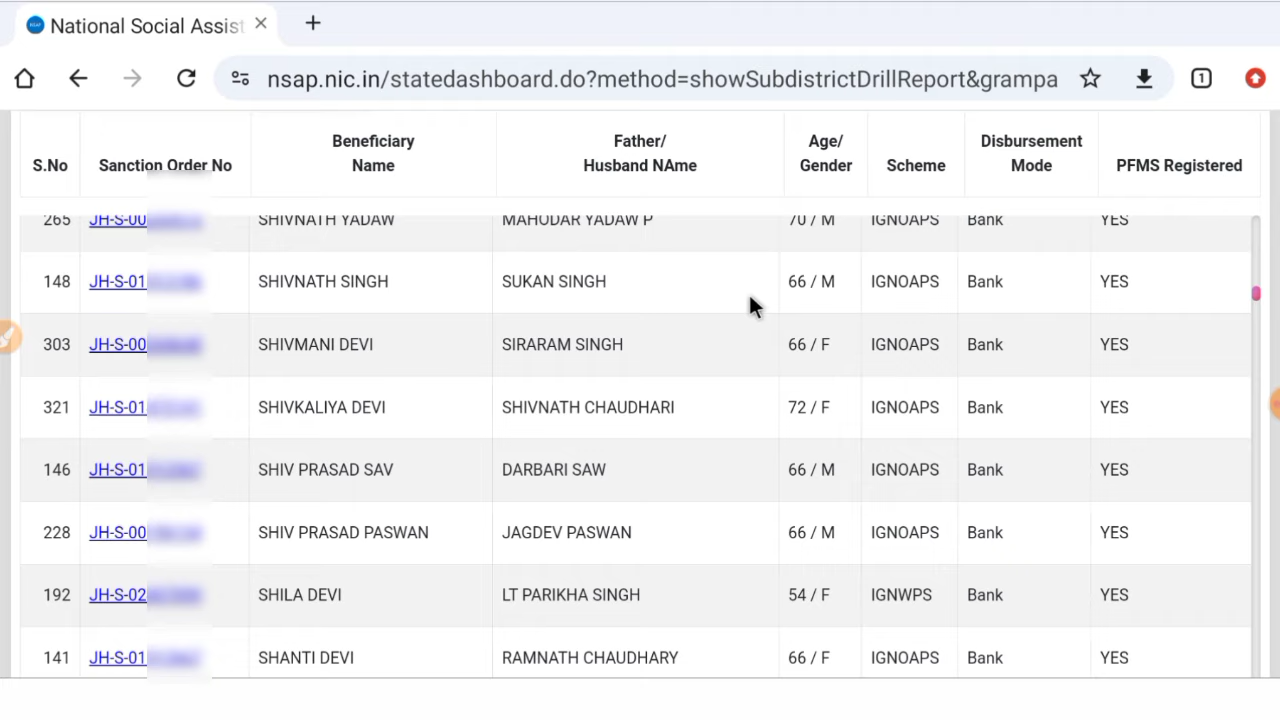 National Social Assist
nsap.nic.in/statedashboard.do?method=showSubdistrictDrillReport&grampa
1
S.No Sanction Order No Beneficiary Name Father/ Husband NAme Age/ Gender Scheme Disbursement Mode PFMS Registered
265 JH-S-00 SHIVNATH YADAW MAHODAR YADAW P 70 / M IGNOAPS Bank YES
148 JH-S-01 SHIVNATH SINGH SUKAN SINGH 66 / M IGNOAPS Bank YES
303 JH-S-00 SHIVMANI DEVI SIRARAM SINGH 66 / F IGNOAPS Bank YES
321 JH-S-01 SHIVKALIYA DEVI SHIVNATH CHAUDHARI 72 / F IGNOAPS Bank YES
146 JH-S-01 SHIV PRASAD SAV DARBARI SAW 66 / M IGNOAPS Bank YES
228 JH-S-00 SHIV PRASAD PASWAN JAGDEV PASWAN 66 / M IGNOAPS Bank YES
192 JH-S-02 SHILA DEVI LT PARIKHA SINGH 54 / F IGNWPS Bank YES
141 JH-S-01 SHANTI DEVI RAMNATH CHAUDHARY 66 / F IGNOAPS Bank YES